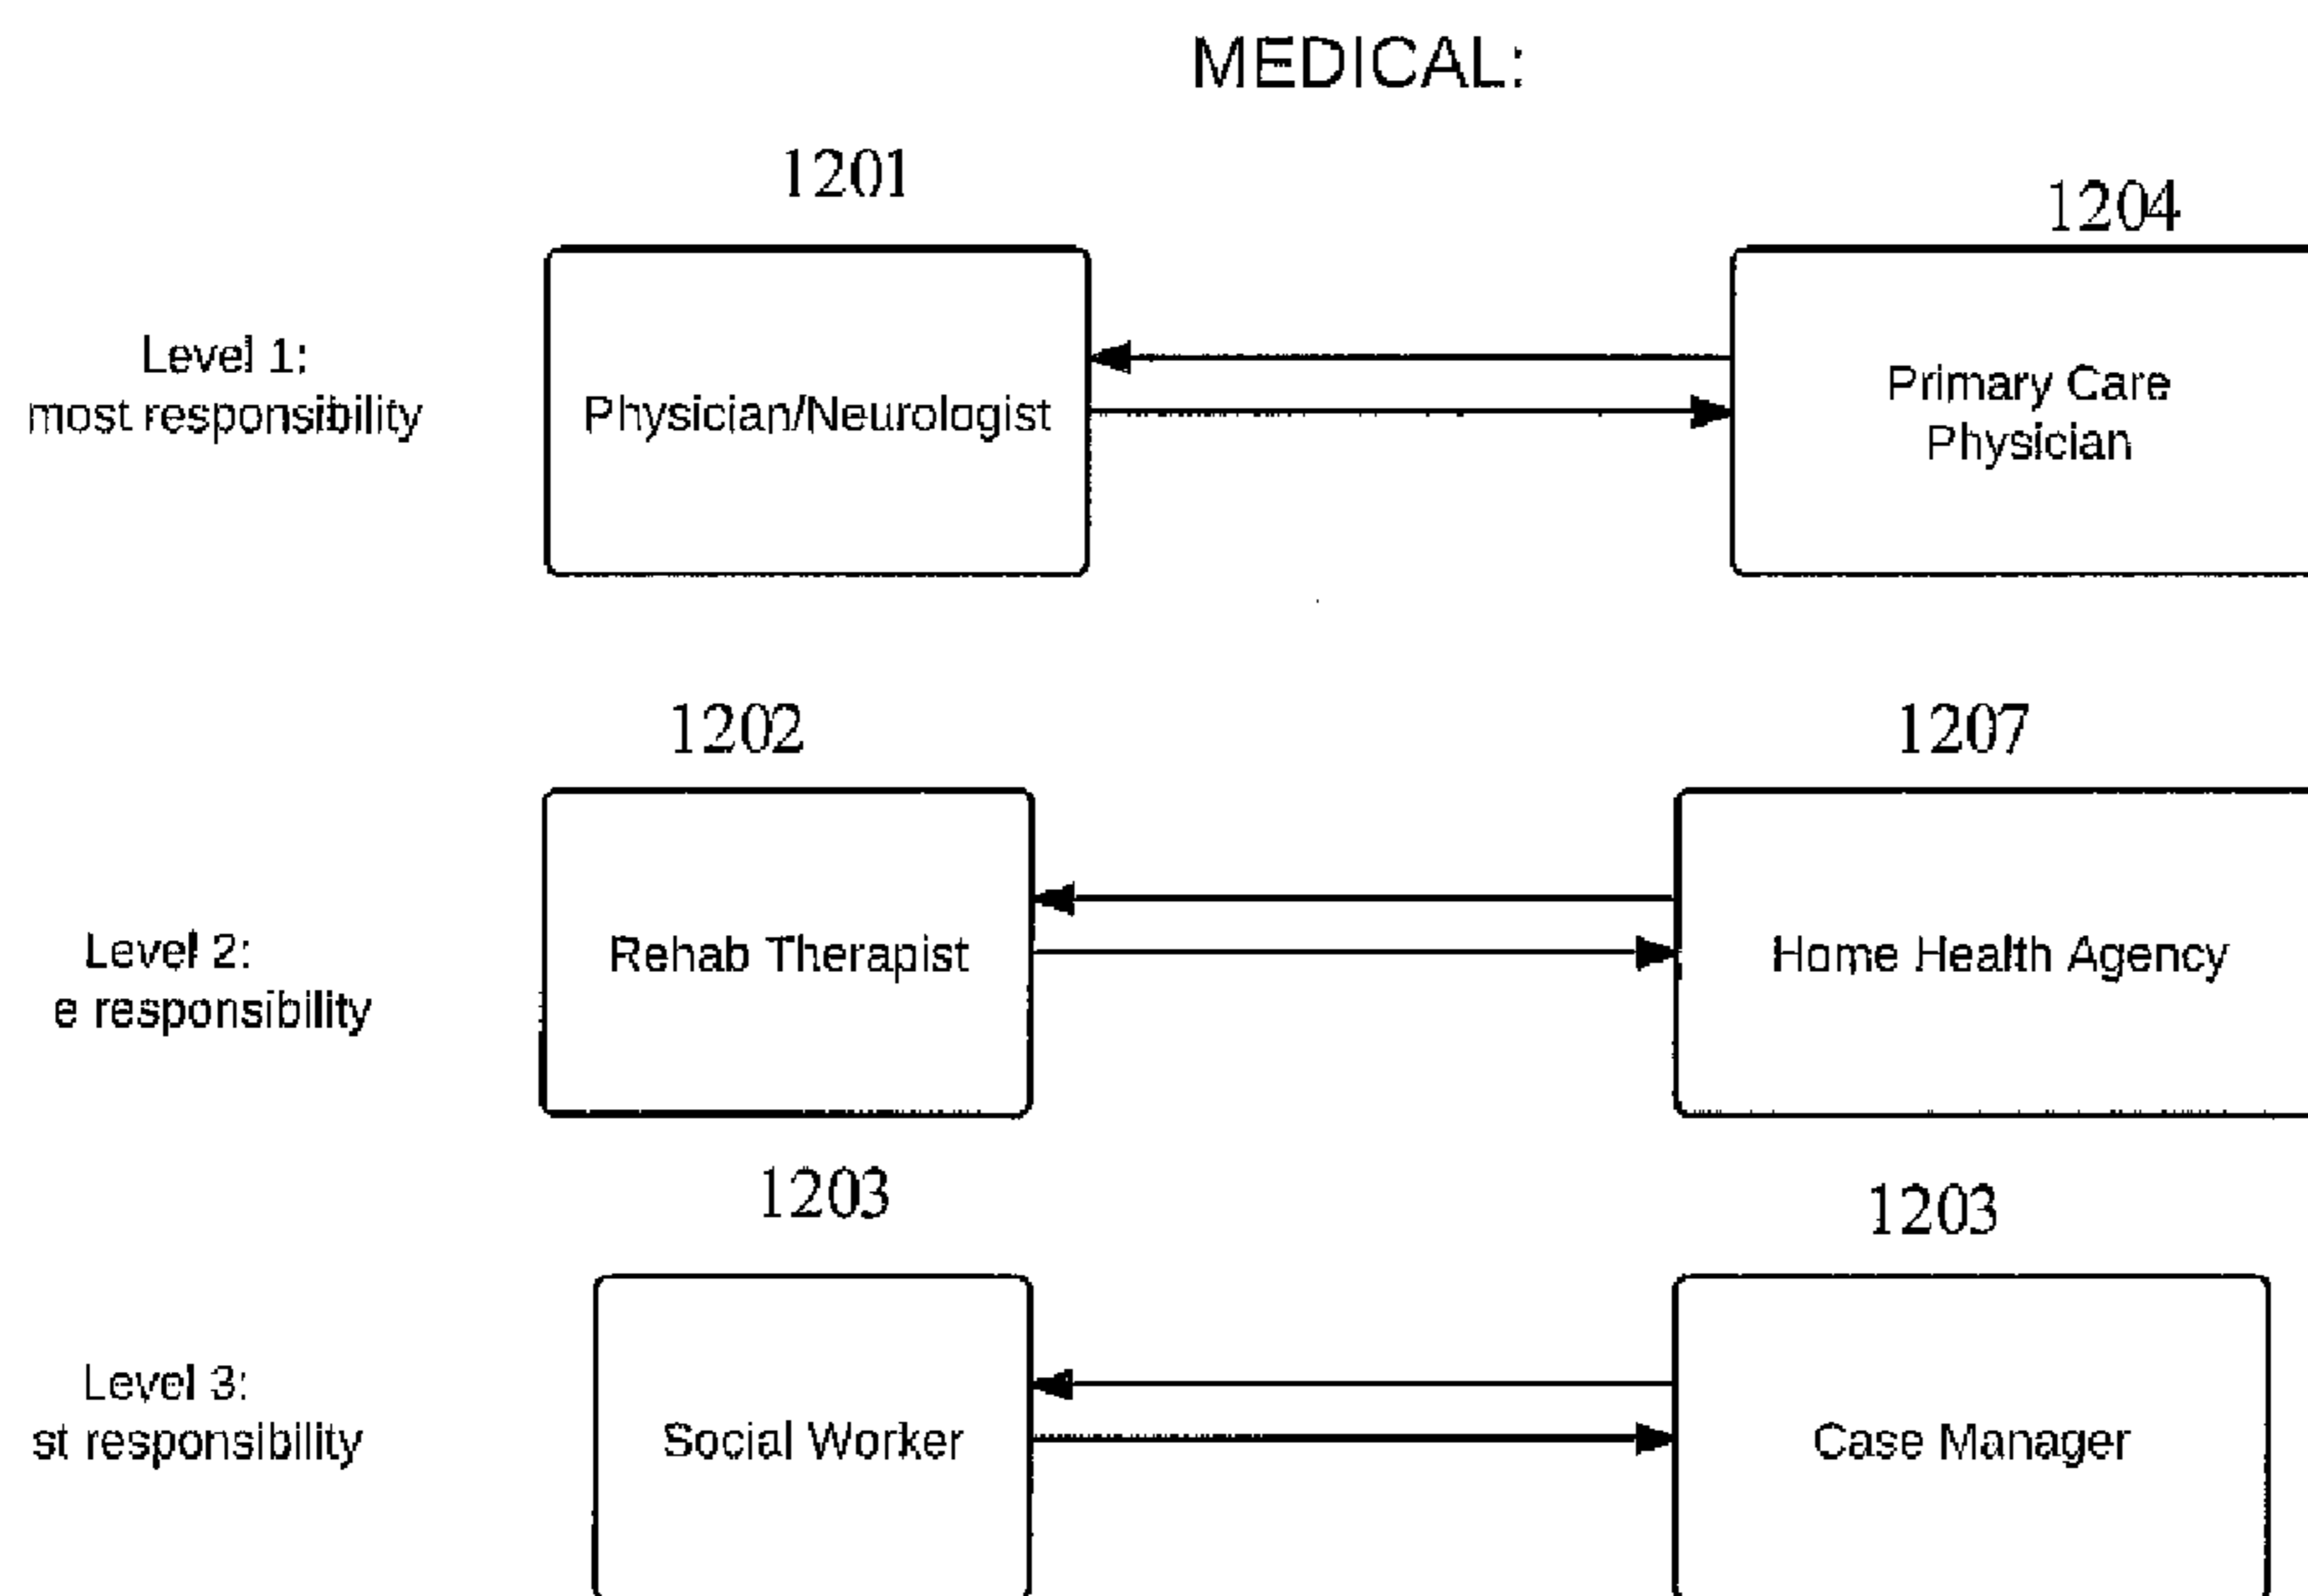 MEDICAL:
1201
1204
Level 1:
most responsibility
Physician/Neurologist
Primary Care
Physician
1202
1207
Level 2:
e responsibility
Rehab Therapist
Home Health Agency
1203
1203
Level 3:
st responsibility
Social Worker
Case Manager